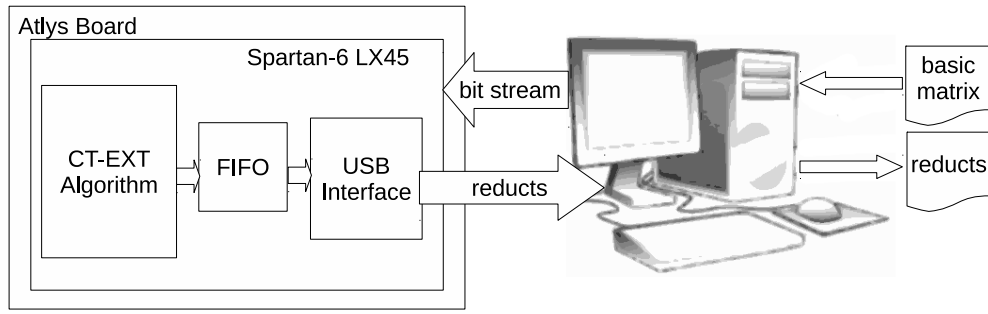 Atlys Board
Spartan-6 LX45
CT-EXT
Algorithm
FIFO
USB
Interface
bit stream
reducts
basic
matrix
reducts